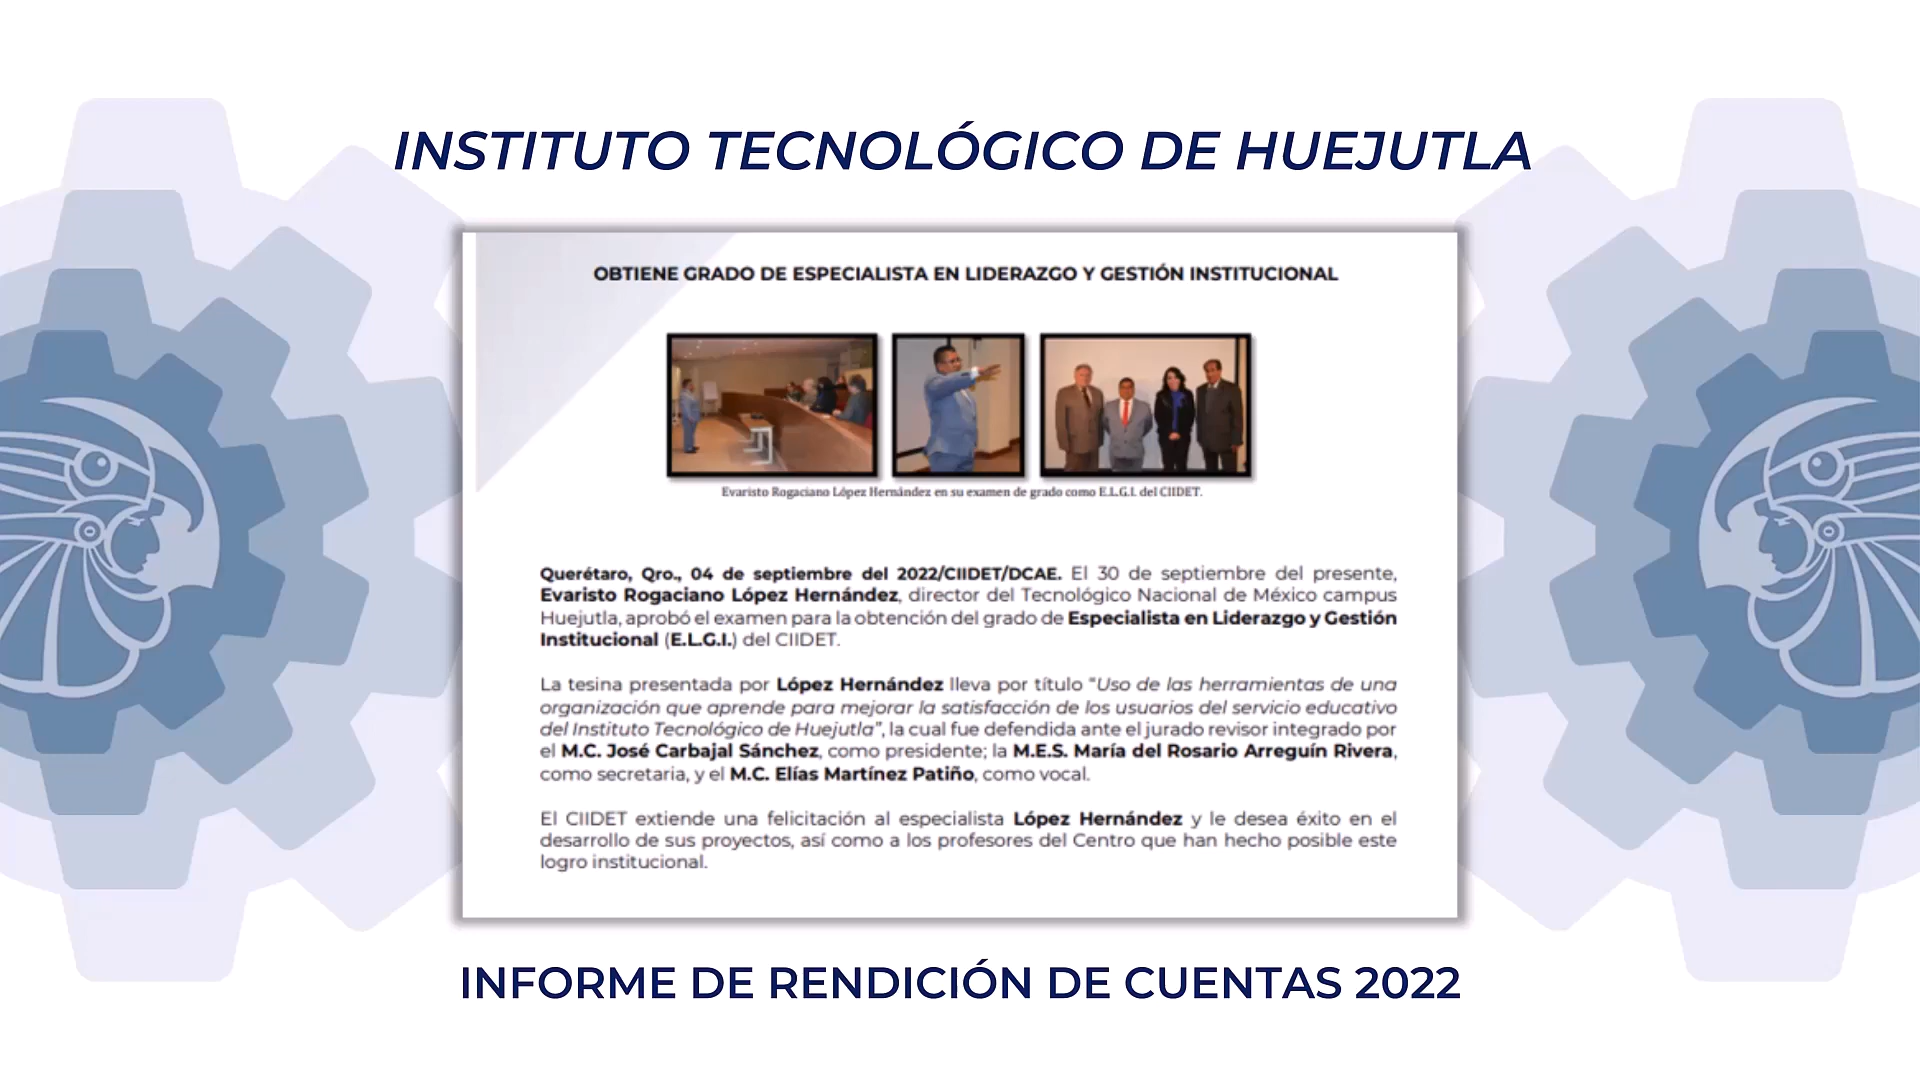 INSTITUTO TECNOLÓGICO DE HUEJUTLA
OBTIENE GRADO DE ESPECIALISTA EN LIDERAZGO Y GESTIÓN INSTITUCIONAL
Evaristo Rogaciano López Hernández en su examen de grado como E.L.G.I. del CIIDET.
Querétaro, Qro., 04 de septiembre del 2022/CIIDET/DCAE. El 30 de septiembre del presente,
Evaristo Rogaciano López Hernández, director del Tecnológico Nacional de México campus
Huejutla, aprobó el examen para la obtención del grado de Especialista en Liderazgo y Gestión
Institucional (E.L.G.I.) del CIIDET.
La tesina presentada por López Hernández lleva por título "Uso de las herramientas de una
organización que aprende para mejorar la satisfacción de los usuarios del servicio educativo
del Instituto Tecnológico de Huejutla", la cual fue defendida ante el jurado revisor integrado por
el M.C. José Carbajal Sánchez, como presidente; la M.E.S. María del Rosario Arreguín Rivera,
como secretaria, y el M.C. Elías Martínez Patiño, como vocal.
El CIIDET extiende una felicitación al especialista López Hernández y le desea éxito en el
desarrollo de sus proyectos, así como a los profesores del Centro que han hecho posible este
logro institucional.
INFORME DE RENDICIÓN DE CUENTAS 2022